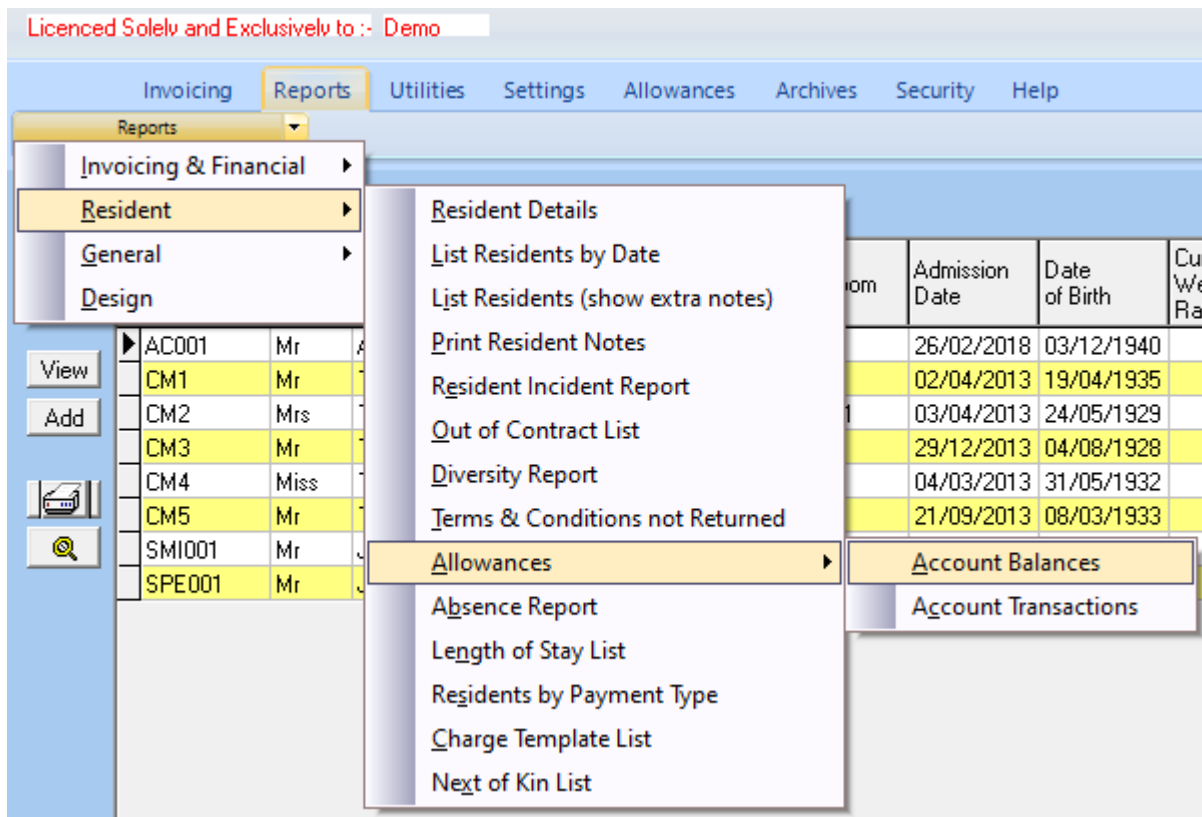 Licenced Solely and Exclusively to :- Demo
Invoicing Reports Utilities Settings Allowances Archives Security Help
Reports
Invoicing & Financial
Resident
General
Design
Resident Details
List Residents by Date
List Residents (show extra notes)
Print Resident Notes
Resident Incident Report
Out of Contract List
Diversity Report
Terms & Conditions not Returned
Allowances
Absence Report
Length of Stay List
Residents by Payment Type
Charge Template List
Next of Kin List
Account Balances
Account Transactions
Admission Date
Date of Birth
View
Add
AC001 Mr 26/02/2018 03/12/1940
CM1 Mr 02/04/2013 19/04/1935
CM2 Mrs 03/04/2013 24/05/1929
CM3 Mr 29/12/2013 04/08/1928
CM4 Miss 04/03/2013 31/05/1932
CM5 Mr 21/09/2013 08/03/1933
SMI001 Mr
SPE001 Mr